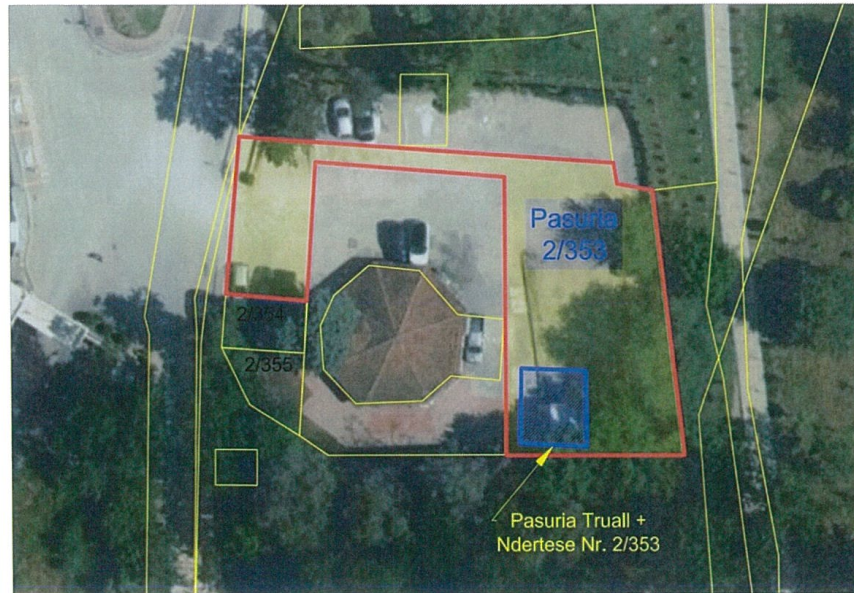 Pasuria
2/353
2/354
2/355
Pasuria Truall +
Ndertese Nr. 2/353